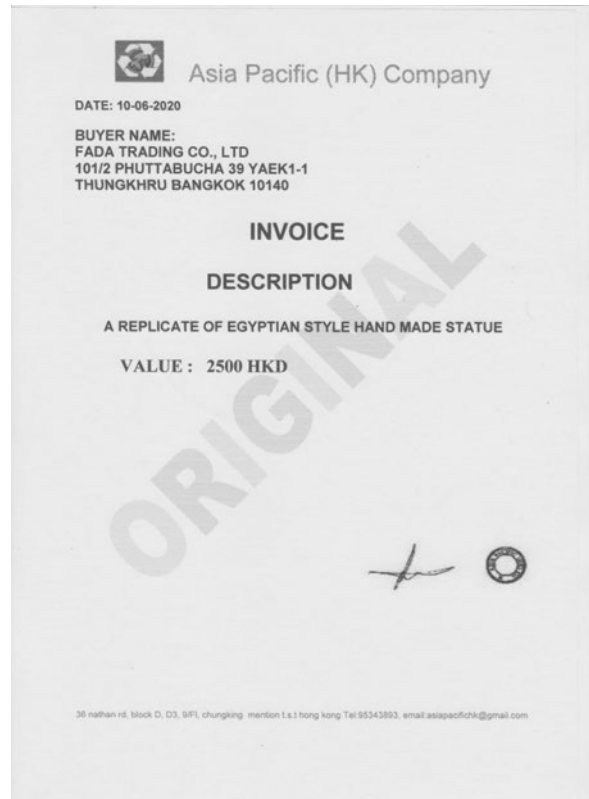 Asia Pacific (HK) Company
DATE: 10-06-2020
BUYER NAME:
FADA TRADING CO., LTD
101/2 PHUTTABUCHA 39 YAEK1-1
THUNGKHRU BANGKOK 10140
INVOICE
DESCRIPTION
A REPLICATE OF EGYPTIAN STYLE HAND MADE STATUE
VALUE : 2500 HKD
ORIGINAL
nathan rd, block D, D3, 9/Fl, chungking mention t.s.t hong kong Tel:95343893, email:asiapacifichk@gmail.com